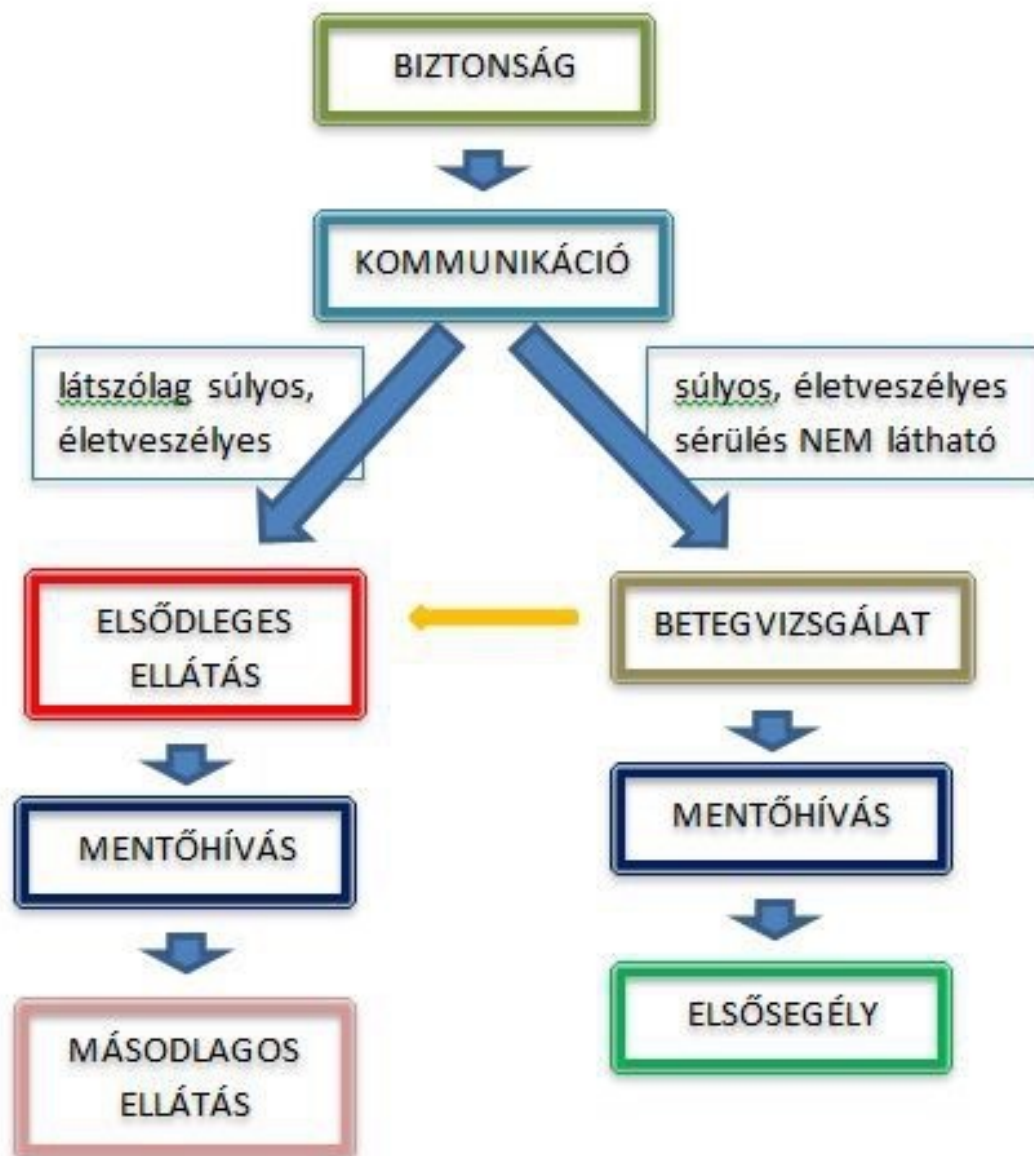 BIZTONSÁG
KOMMUNIKÁCIÓ
látszólag súlyos,
életveszélyes
súlyos, életveszélyes
sérülés NEM látható
ELSŐDLEGES
ELLÁTÁS
BETEGVIZSGÁLAT
MENTŐHÍVÁS
MENTŐHÍVÁS
MÁSODLAGOS
ELLÁTÁS
ELSŐSEGÉLY